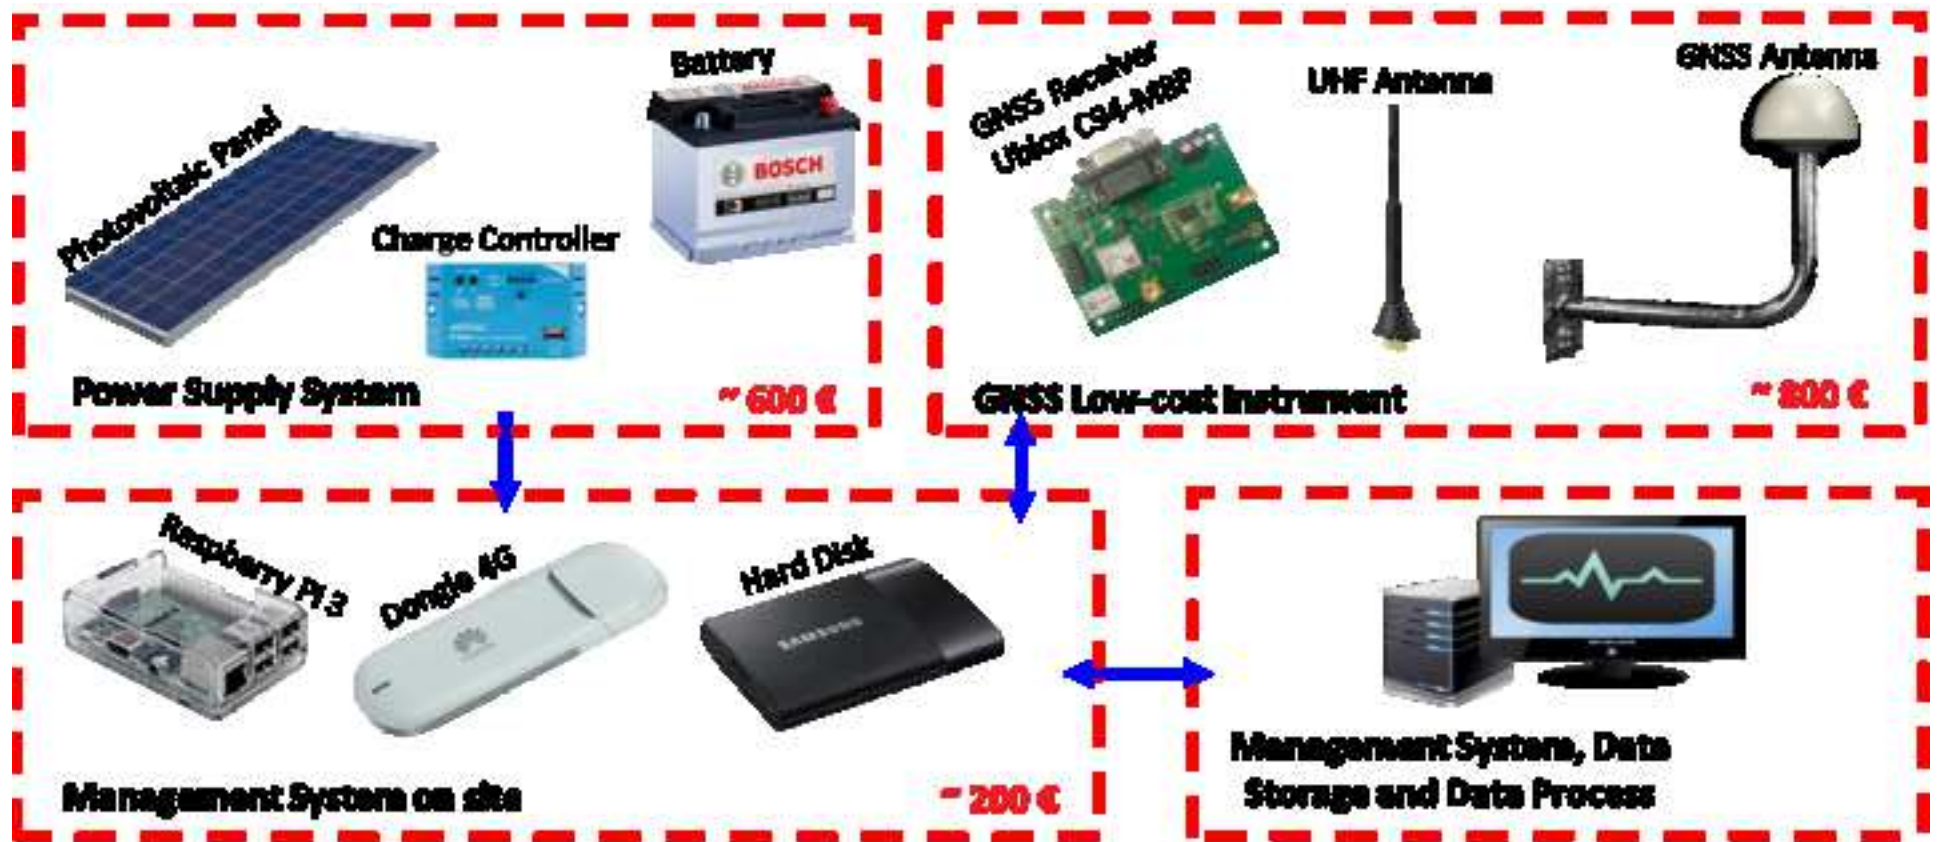 Battery
Photovoltaic Panel
BOSCH
Charge Controller
Power Supply System
~ 600 €
GNSS Receiver
Ublox C94-M8P
UHF Antenna
GNSS Antenna
GNSS Low-cost Instrument
~ 800 €
Raspberry Pi 3
Dongle 4G
Hard Disk
SAMSUNG
Management System on site
~ 200 €
Management System, Data
Storage and Data Process